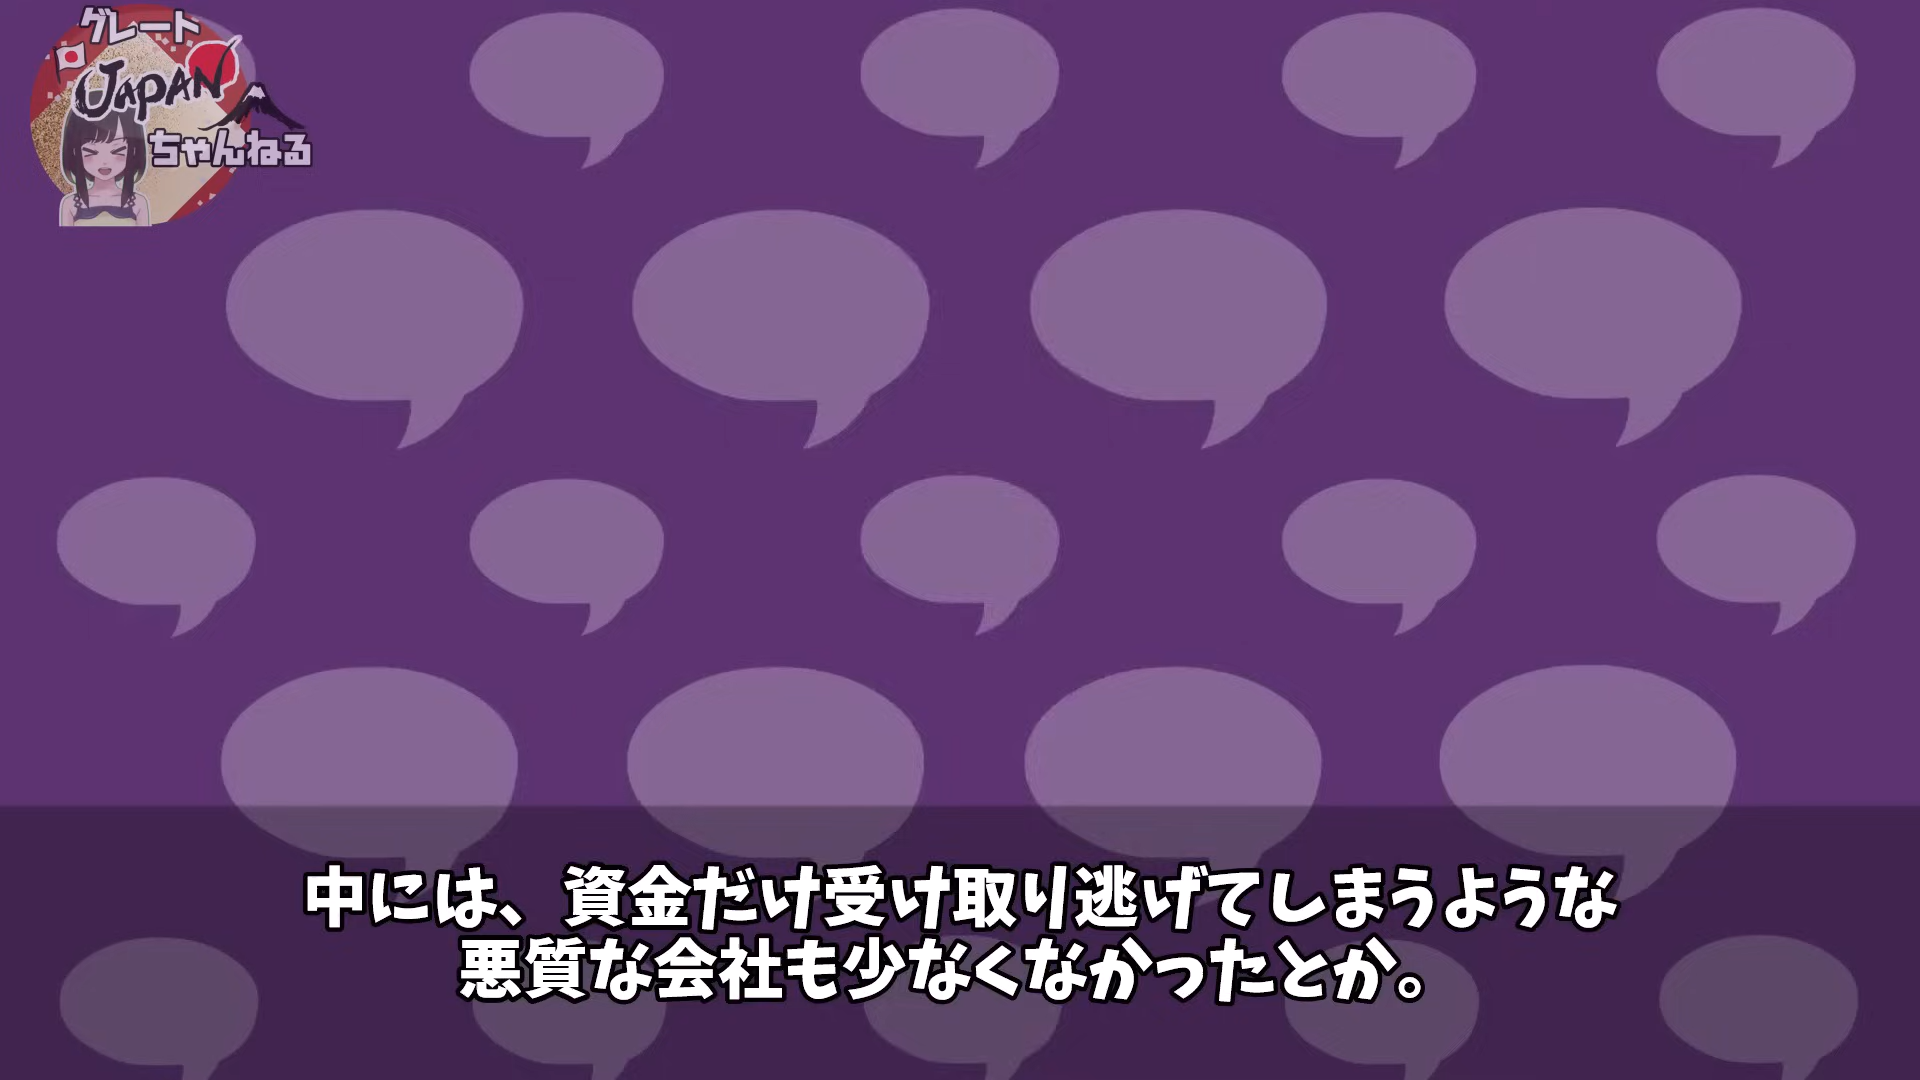 グレート
JAPAN
ちゃんねる
中には、資金だけ受け取り逃げてしまうような
悪質な会社も少なくなかったとか。